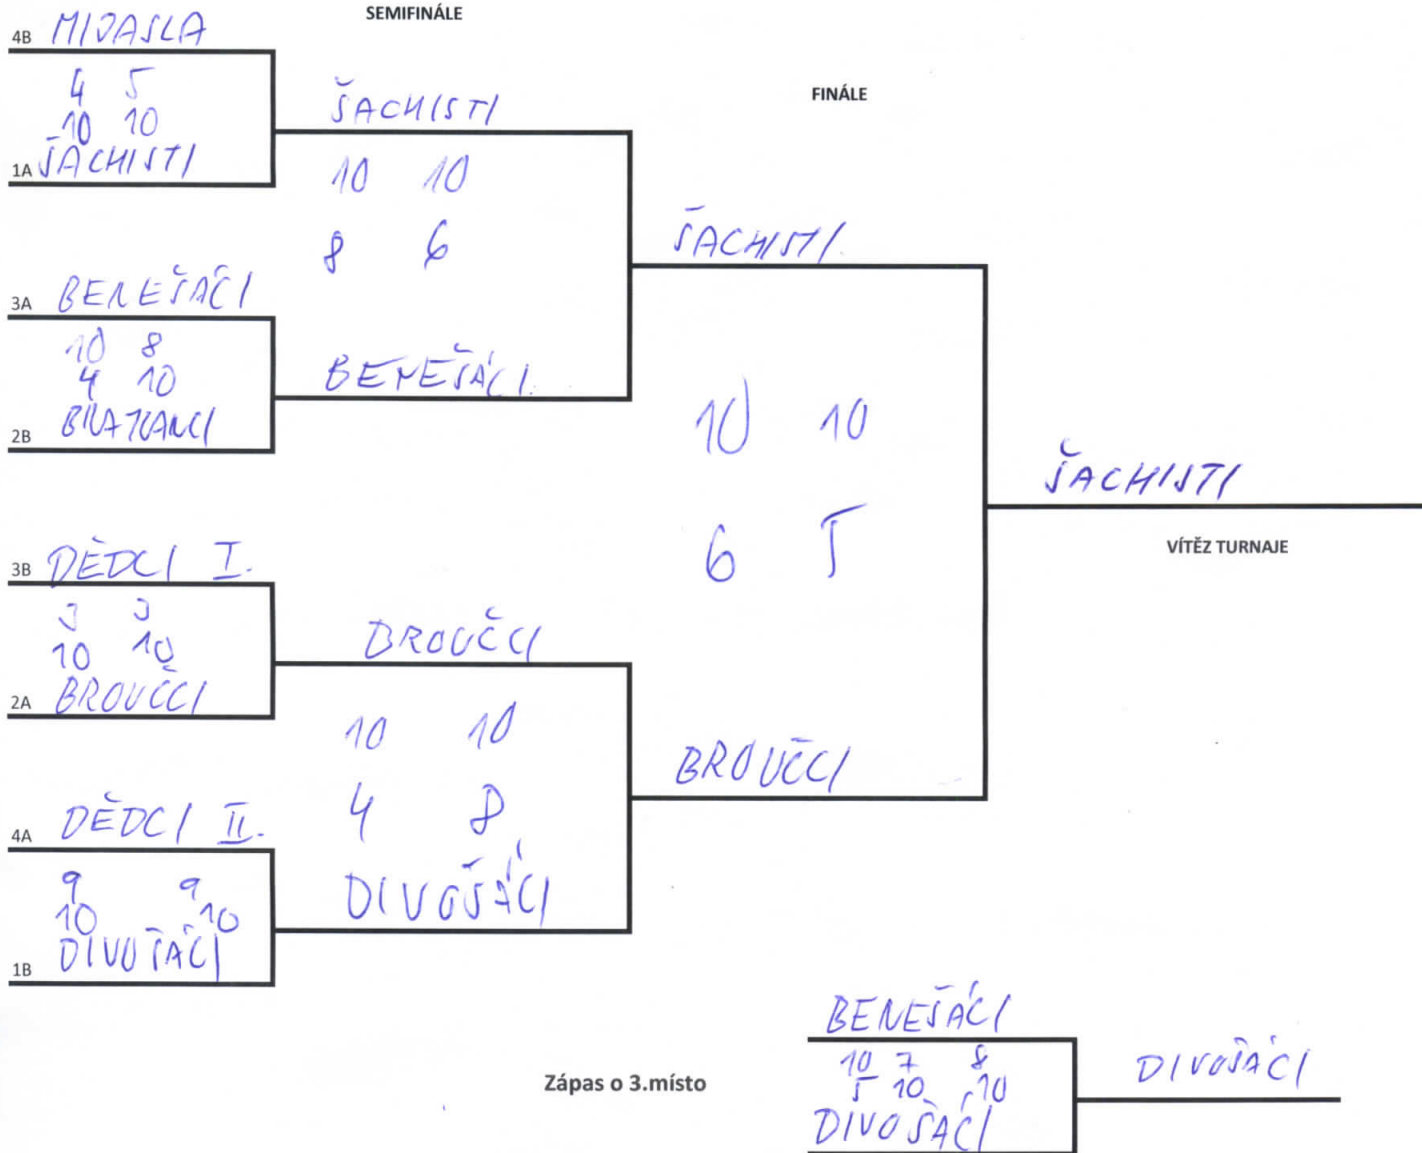 SEMIFINÁLE
FINÁLE
4B MIJASLA
4 5
10 10
1A ŠACHISTI
ŠACHISTI
10 10
8 6
3A BENEŠÁČI
10 8
4 10
2B BRATRANCI
BENEŠÁCI.
ŠACHISTI.
10 10
6 5
ŠACHISTI
VÍTĚZ TURNAJE
3B DĚDCI I.
10 10
2A BROUČCI
BROUČCI
10 10
4 8
DIVOŠÁCI
4A DĚDCI II.
9 9
10 10
1B DIVOŠÁCI
BROUČCI
Zápas o 3.místo
BENEŠÁCI
10 7 8
5 10 10
DIVOŠÁCI
DIVOŠÁCI